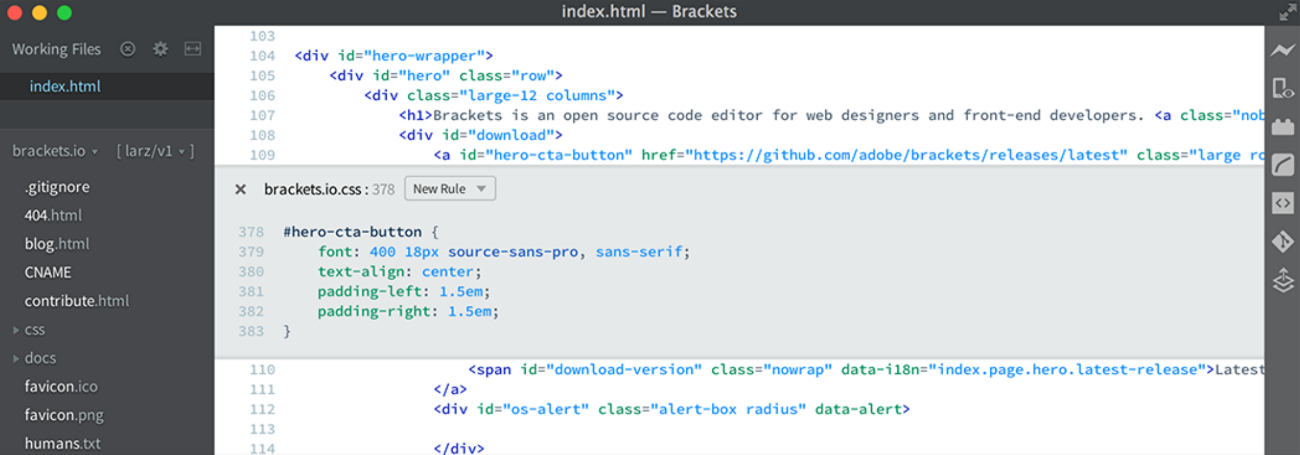 index.html — Brackets
Working Files
index.html
brackets.io [ larz/v1 ]
.gitignore
404.html
blog.html
CNAME
contribute.html
css
docs
favicon.ico
favicon.png
humans.txt
103
104 <div id="hero-wrapper">
105 <div id="hero" class="row">
106 <div class="large-12 columns">
107 <h1>Brackets is an open source code editor for web designers and front-end developers. <a class="nob
108 <div id="download">
109 <a id="hero-cta-button" href="https://github.com/adobe/brackets/releases/latest" class="large ro
brackets.io.css : 378 New Rule
378 #hero-cta-button {
379 font: 400 18px source-sans-pro, sans-serif;
380 text-align: center;
381 padding-left: 1.5em;
382 padding-right: 1.5em;
383 }
110 <span id="download-version" class="nowrap" data-i18n="index.page.hero.latest-release">Latest
111 </a>
112 <div id="os-alert" class="alert-box radius" data-alert>
113
114 </div>